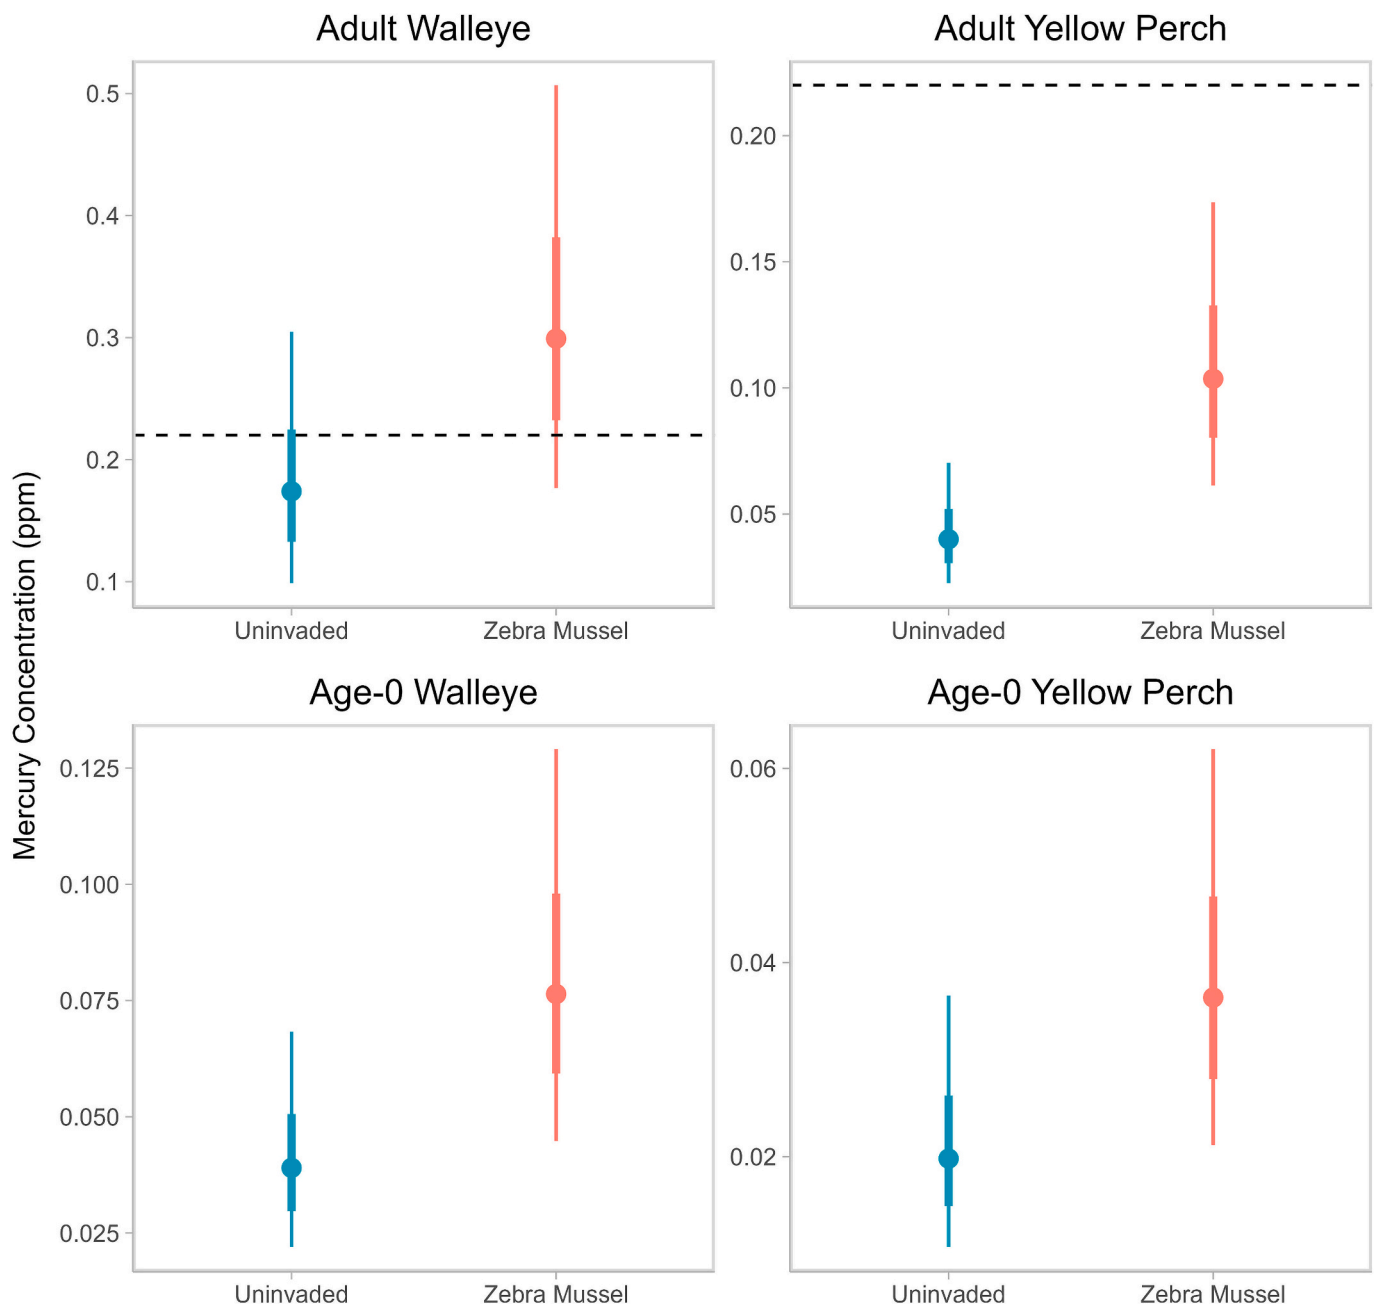 Adult Walleye
Adult Yellow Perch
Mercury Concentration (ppm)
0.5
0.4
0.3
0.2
0.1
Uninvaded
Zebra Mussel
0.20
0.15
0.10
0.05
Uninvaded
Zebra Mussel
Age-0 Walleye
Age-0 Yellow Perch
0.125
0.100
0.075
0.050
0.025
Uninvaded
Zebra Mussel
0.06
0.04
0.02
Uninvaded
Zebra Mussel